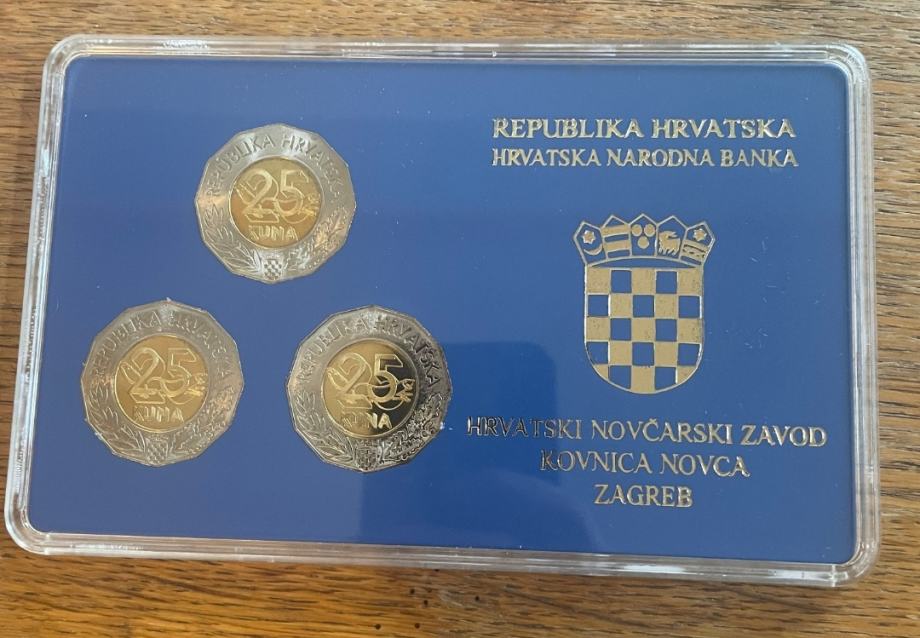 REPUBLIKA HRVATSKA
HRVATSKA NARODNA BANKA
HRVATSKI NOVČARSKI ZAVOD
KOVNICA NOVCA
ZAGREB
REPUBLIKA HRVATSKA
25
KUNA
REPUBLIKA HRVATSKA
25
KUNA
REPUBLIKA HRVATSKA
25
KUNA